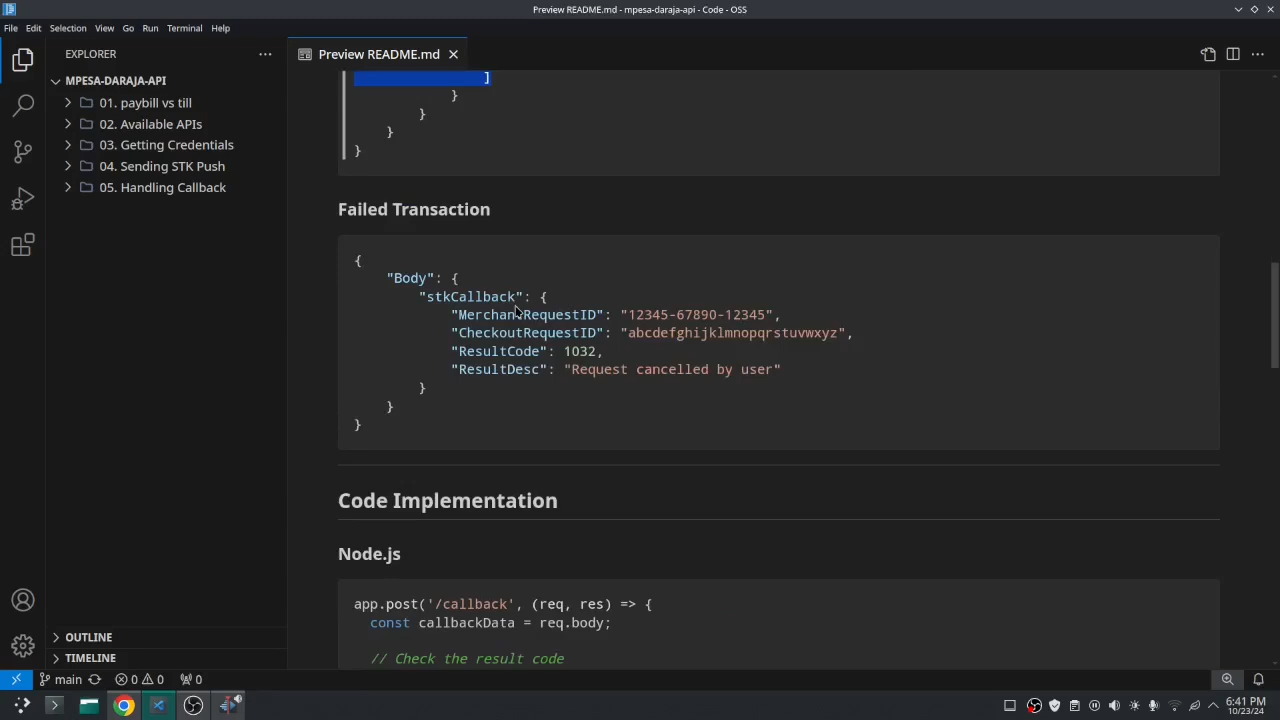 Preview README.md - mpesa-daraja-api - Code - OSS
File Edit Selection View Go Run Terminal Help
EXPLORER
Preview README.md
MPESA-DARAJA-API
01. paybill vs till
02. Available APIs
03. Getting Credentials
04. Sending STK Push
05. Handling Callback
]
}
}
}
}
Failed Transaction
{
"Body": {
"stkCallback": {
"MerchantRequestID": "12345-67890-12345",
"CheckoutRequestID": "abcdefghijklmnopqrstuvwxyz",
"ResultCode": 1032,
"ResultDesc": "Request cancelled by user"
}
}
}
Code Implementation
Node.js
app.post('/callback', (req, res) => {
const callbackData = req.body;
// Check the result code
OUTLINE
TIMELINE
main 0 0 0
6:41 PM
10/23/24